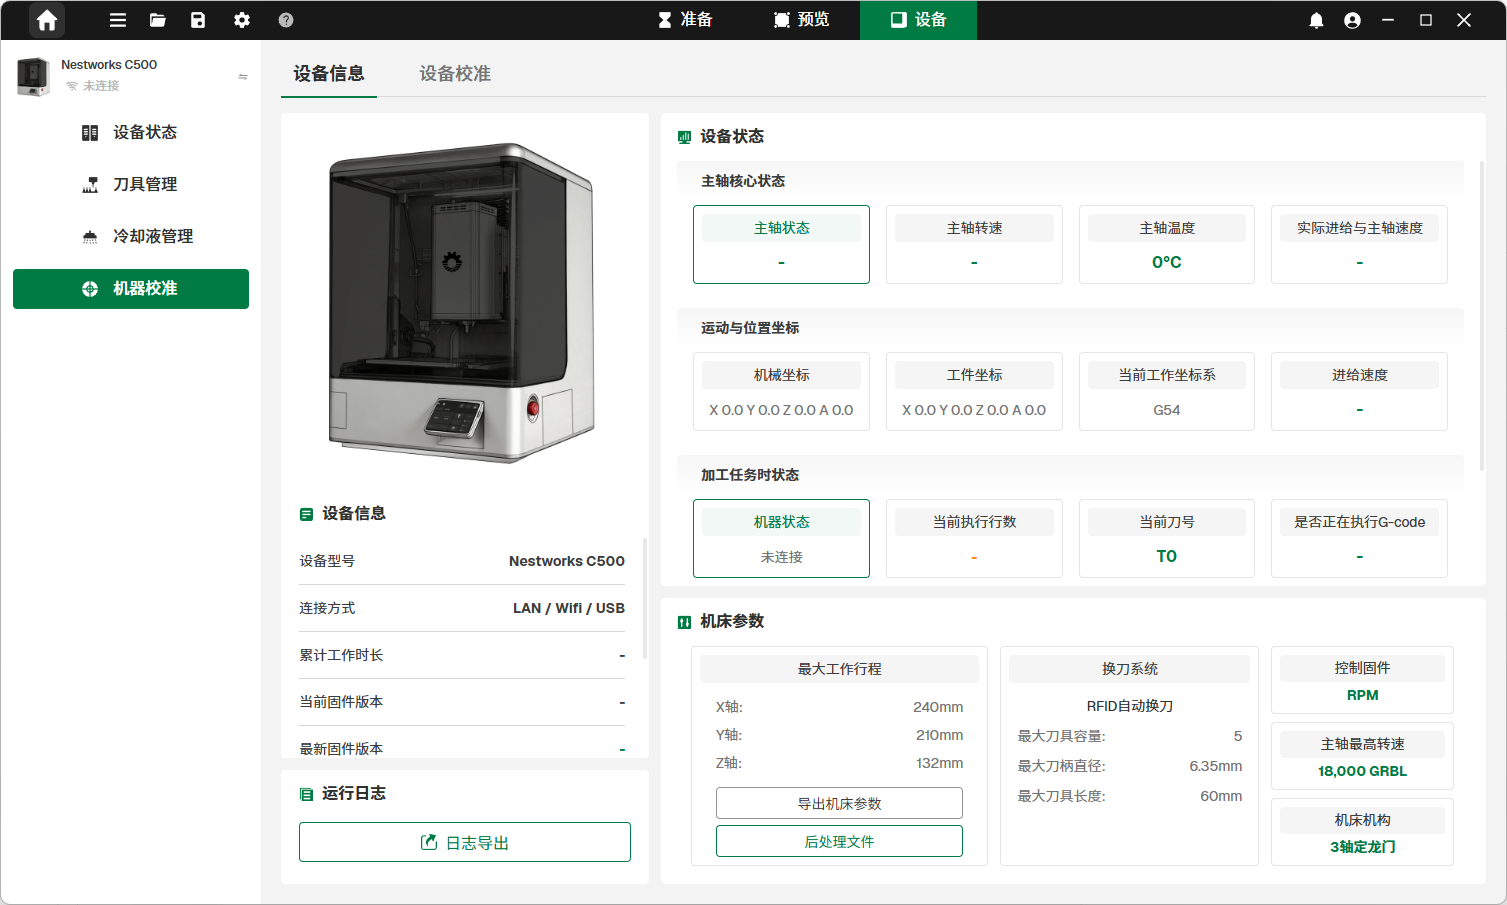 准备
预览
设备
Nestworks C500
未连接
设备状态
刀具管理
冷却液管理
机器校准
设备信息
设备校准
设备信息
设备型号
Nestworks C500
连接方式
LAN / Wifi / USB
累计工作时长
-
当前固件版本
-
最新固件版本
-
运行日志
日志导出
设备状态
主轴核心状态
主轴状态
-
主轴转速
-
主轴温度
0°C
实际进给与主轴速度
-
运动与位置坐标
机械坐标
X 0.0 Y 0.0 Z 0.0 A 0.0
工件坐标
X 0.0 Y 0.0 Z 0.0 A 0.0
当前工作坐标系
G54
进给速度
-
加工任务时状态
机器状态
未连接
当前执行行数
-
当前刀号
T0
是否正在执行G-code
-
机床参数
最大工作行程
X轴:
240mm
Y轴:
210mm
Z轴:
132mm
导出机床参数
后处理文件
换刀系统
RFID自动换刀
最大刀具容量:
5
最大刀柄直径:
6.35mm
最大刀具长度:
60mm
控制固件
RPM
主轴最高转速
18,000 GRBL
机床机构
3轴定龙门